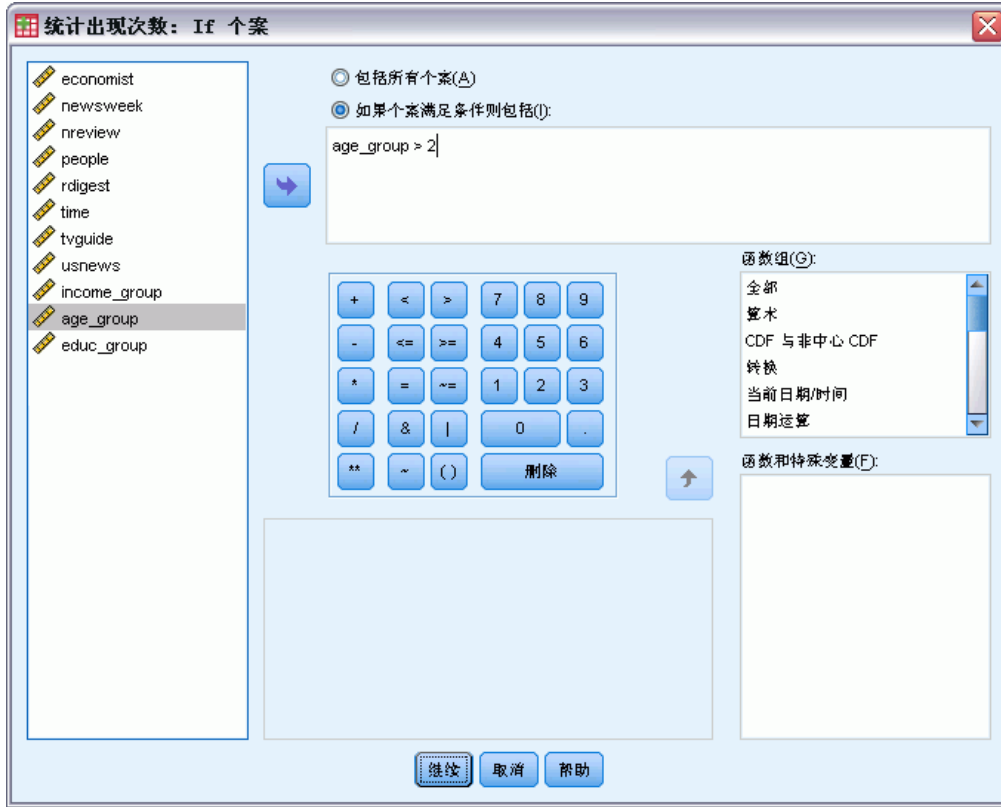 统计出现次数: If 个案
economist
newsweek
nreview
people
rdigest
time
tvguide
usnews
income_group
age_group
educ_group
包括所有个案(A)
如果个案满足条件则包括(I):
age_group > 2
+ < > 7 8 9
- <= >= 4 5 6
* = ~= 1 2 3
/ & | 0 .
** ~ () 删除
函数组(G):
全部
算术
CDF 与非中心 CDF
转换
当前日期/时间
日期运算
函数和特殊变量(F):
继续 取消 帮助